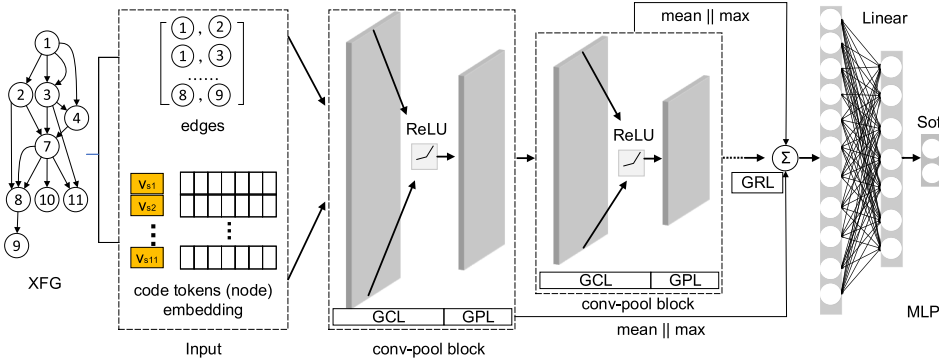 1
2
3
4
7
8
10
11
9
XFG
1 , 2
1 , 3
......
8 , 9
edges
vs1
vs2
vs11
code tokens (node)
embedding
Input
ReLU
GCL
GPL
conv-pool block
mean || max
ReLU
GCL
GPL
conv-pool block
mean || max
Σ
GRL
Linear
Soft
MLP